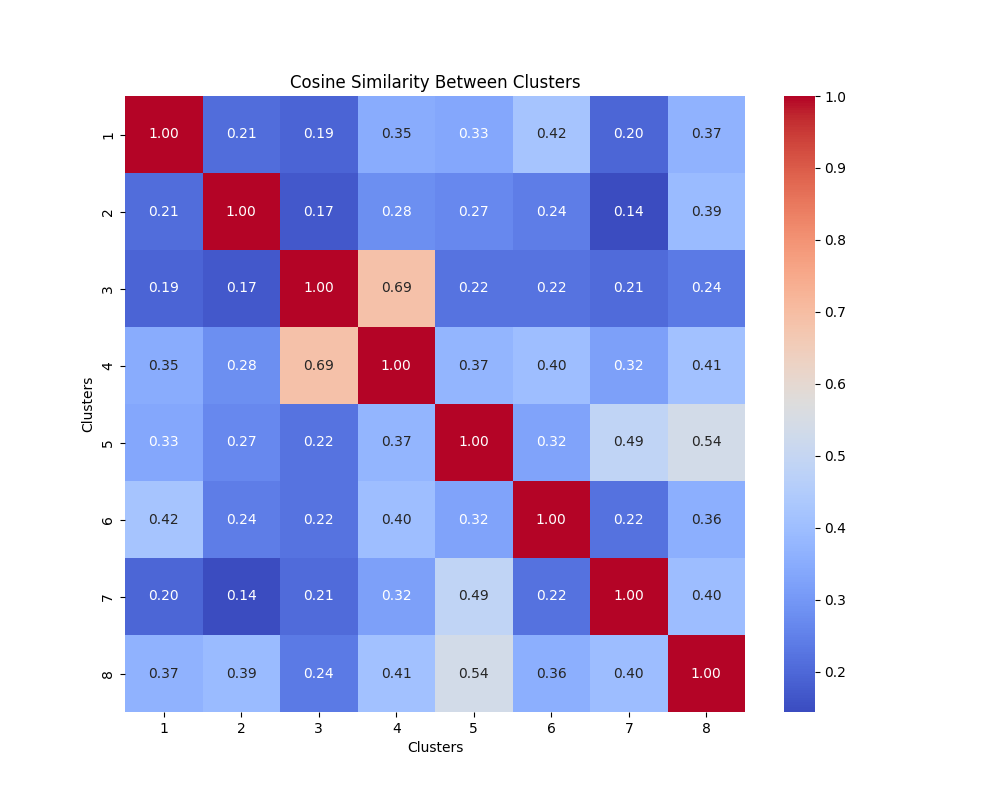 Cosine Similarity Between Clusters
1 1.00 0.21 0.19 0.35 0.33 0.42 0.20 0.37
2 0.21 1.00 0.17 0.28 0.27 0.24 0.14 0.39
3 0.19 0.17 1.00 0.69 0.22 0.22 0.21 0.24
4 0.35 0.28 0.69 1.00 0.37 0.40 0.32 0.41
5 0.33 0.27 0.22 0.37 1.00 0.32 0.49 0.54
6 0.42 0.24 0.22 0.40 0.32 1.00 0.22 0.36
7 0.20 0.14 0.21 0.32 0.49 0.22 1.00 0.40
8 0.37 0.39 0.24 0.41 0.54 0.36 0.40 1.00
1 2 3 4 5 6 7 8
Clusters
Clusters
1.0
0.9
0.8
0.7
0.6
0.5
0.4
0.3
0.2